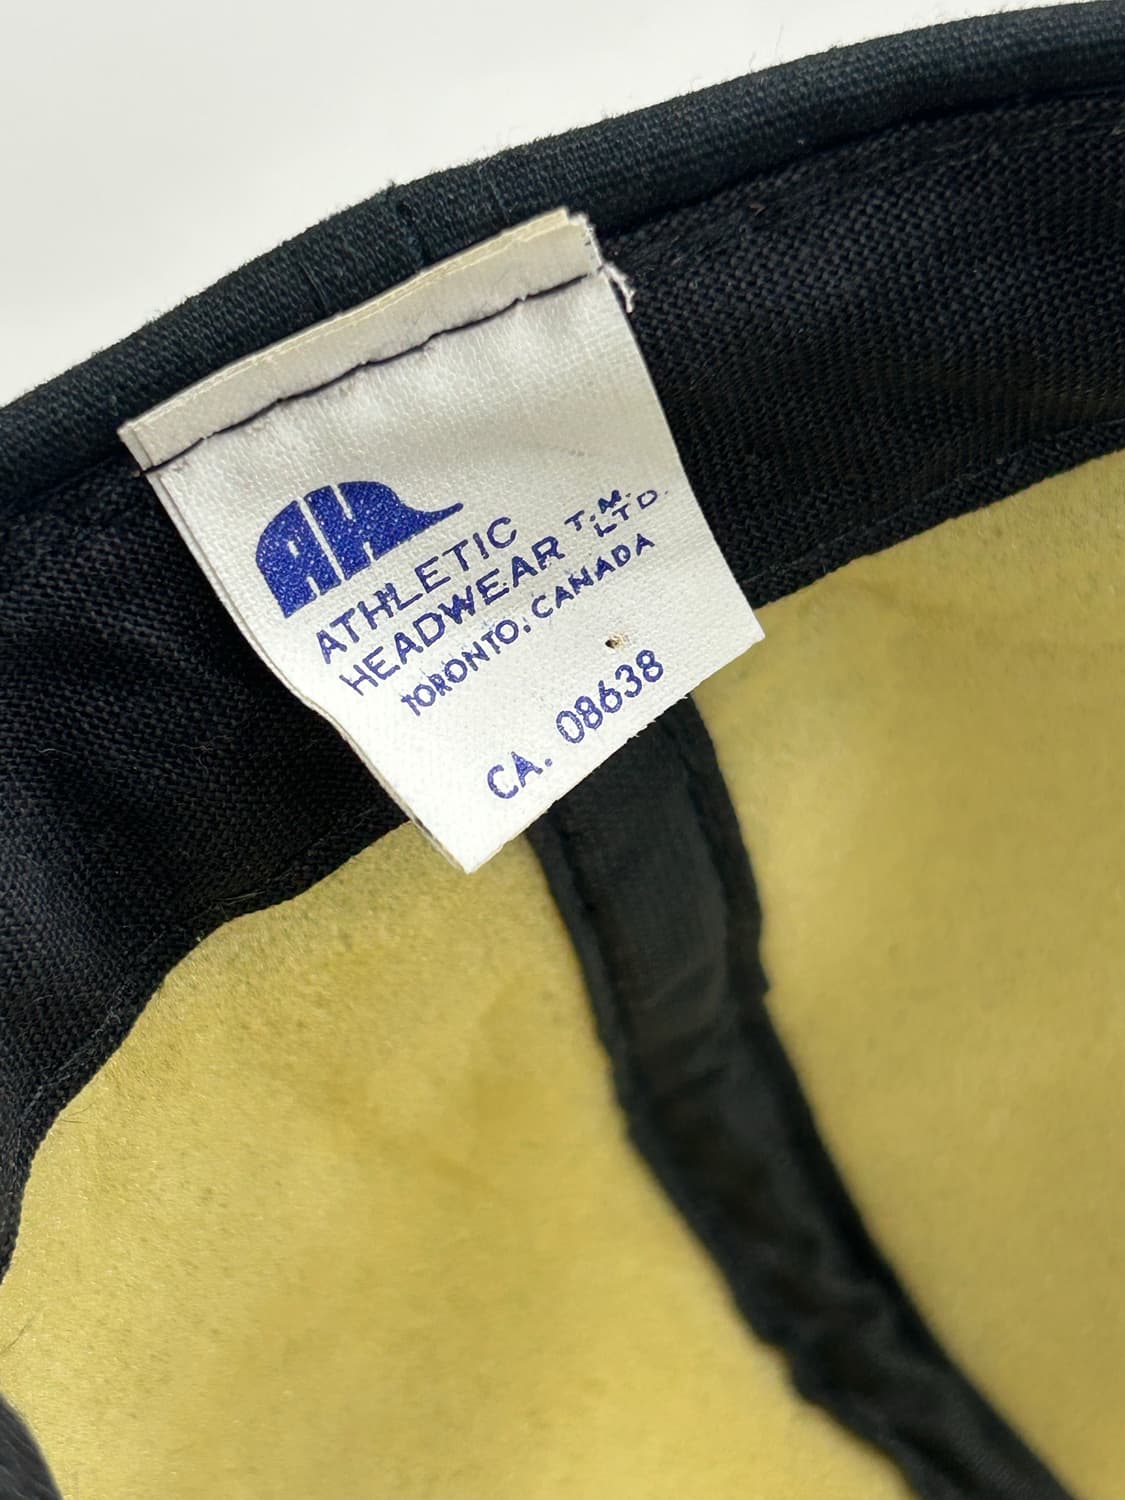 AH
ATHLETIC
HEADWEAR T.M. LTD.
TORONTO, CANADA
CA. 08638